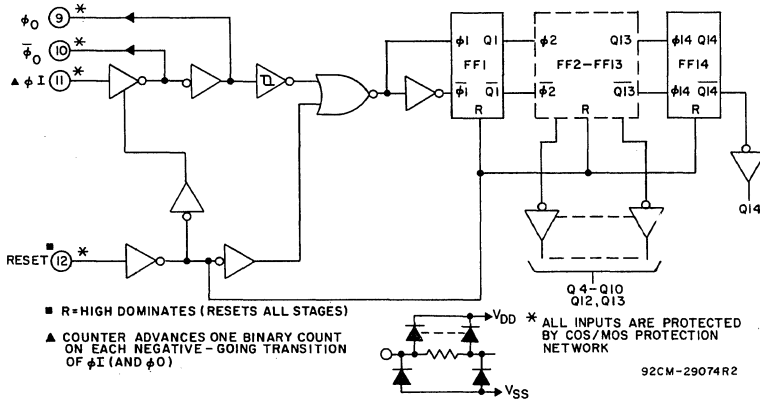 ϕ0 9 *
ϕ̄0 10 *
▲ ϕI 11 *
ϕ1 Q1
FF1
ϕ̄1 Q̄1
R
ϕ2 Q13
FF2-FF13
ϕ̄2 Q̄13
R
ϕ14 Q14
FF14
ϕ14 Q̄14
R
Q14
RESET 12 ■ *
Q4-Q10
Q12,Q13
■ R=HIGH DOMINATES (RESETS ALL STAGES)
▲ COUNTER ADVANCES ONE BINARY COUNT
ON EACH NEGATIVE-GOING TRANSITION
OF ϕI (AND ϕO)
VDD
VSS
* ALL INPUTS ARE PROTECTED
BY COS/MOS PROTECTION
NETWORK
92CM-29074R2